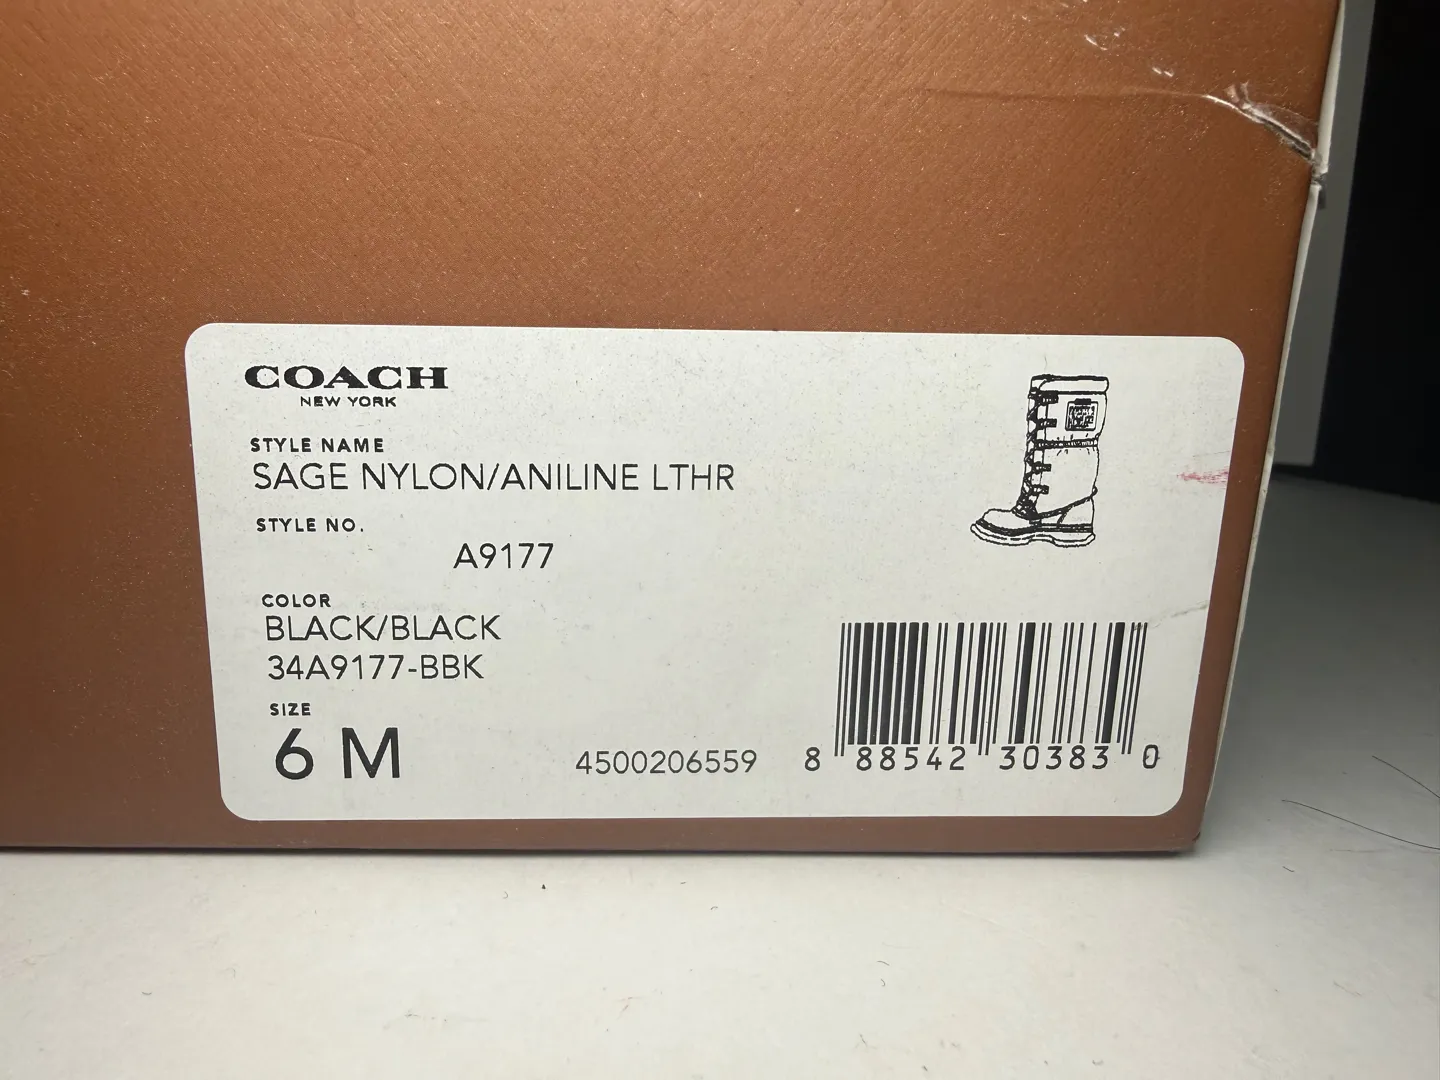 COACH
NEW YORK
STYLE NAME
SAGE NYLON/ANILINE LTHR
STYLE NO.
A9177
COLOR
BLACK/BLACK
34A9177-BBK
SIZE
6 M
4500206559
8 88542 30383 0